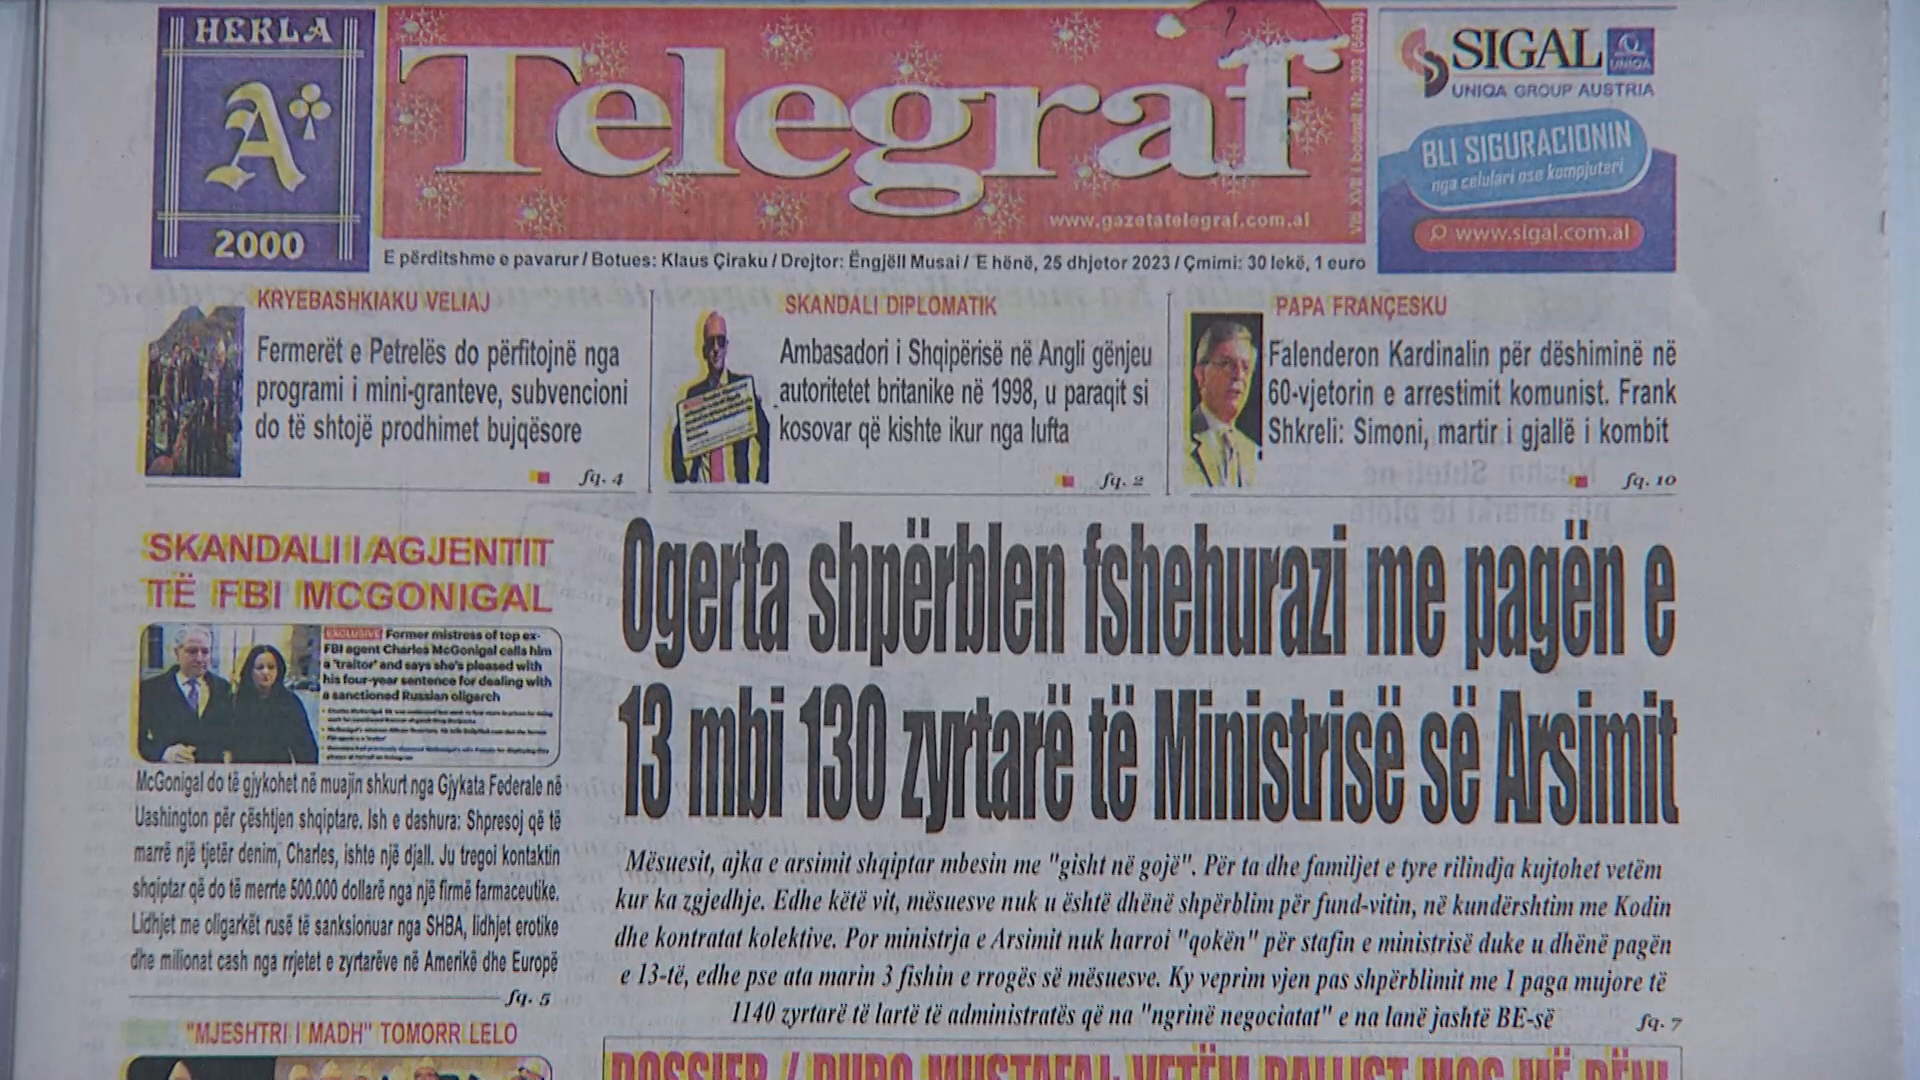 HEKLA
A+
2000
Telegraf
www.gazetatelegraf.com.al
Viti XVII i botimit Nr. 303 (5503)
SIGAL
UNIQA
UNIQA GROUP AUSTRIA
BLI SIGURACIONIN
nga celulari ose kompjuteri
www.sigal.com.al
E përditshme e pavarur / Botues: Klaus Çiraku / Drejtor: Ëngjëll Musai / E hënë, 25 dhjetor 2023 / Çmimi: 30 lekë, 1 euro
KRYEBASHKIAKU VELIAJ
Fermerët e Petrelës do përfitojnë nga
programi i mini-granteve, subvencioni
do të shtojë prodhimet bujqësore
fq. 4
SKANDALI DIPLOMATIK
Ambasadori i Shqipërisë në Angli gënjeu
autoritetet britanike në 1998, u paraqit si
kosovar që kishte ikur nga lufta
fq. 2
PAPA FRANÇESKU
Falenderon Kardinalin për dëshiminë në
60-vjetorin e arrestimit komunist. Frank
Shkreli: Simoni, martir i gjallë i kombit
fq. 10
SKANDALI I AGJENTIT
TË FBI MCGONIGAL
EXCLUSIVE Former mistress of top ex-
FBI agent Charles McGonigal calls him
a 'traitor' and says she's pleased with
his four-year sentence for dealing with
a sanctioned Russian oligarch
McGonigal do të gjykohet në muajin shkurt nga Gjykata Federale në
Uashington për çështjen shqiptare. Ish e dashura: Shpresoj që të
marrë një tjetër denim, Charles, ishte një djall. Ju tregoi kontaktin
shqiptar që do të merrte 500.000 dollarë nga një firmë farmaceutike.
Lidhjet me oligarkët rusë të sanksionuar nga SHBA, lidhjet erotike
dhe milionat cash nga rrjetet e zyrtarëve në Amerikë dhe Europë
fq. 5
"MJESHTRI I MADH" TOMORR LELO
Ogerta shpërblen fshehurazi me pagën e
13 mbi 130 zyrtarë të Ministrisë së Arsimit
Mësuesit, ajka e arsimit shqiptar mbesin me "gisht në gojë". Për ta dhe familjet e tyre rilindja kujtohet vetëm
kur ka zgjedhje. Edhe këtë vit, mësuesve nuk u është dhënë shpërblim për fund-vitin, në kundërshtim me Kodin
dhe kontratat kolektive. Por ministrja e Arsimit nuk harroi "qokën" për stafin e ministrisë duke u dhënë pagën
e 13-të, edhe pse ata marin 3 fishin e rrogës së mësuesve. Ky veprim vjen pas shpërblimit me 1 paga mujore të
1140 zyrtarë të lartë të administratës që na "ngrinë negociatat" e na lanë jashtë BE-së
fq. 7
DOSSIER / DURO MUSTAFAJ: VETËM BALLIST MOS MË BËNI